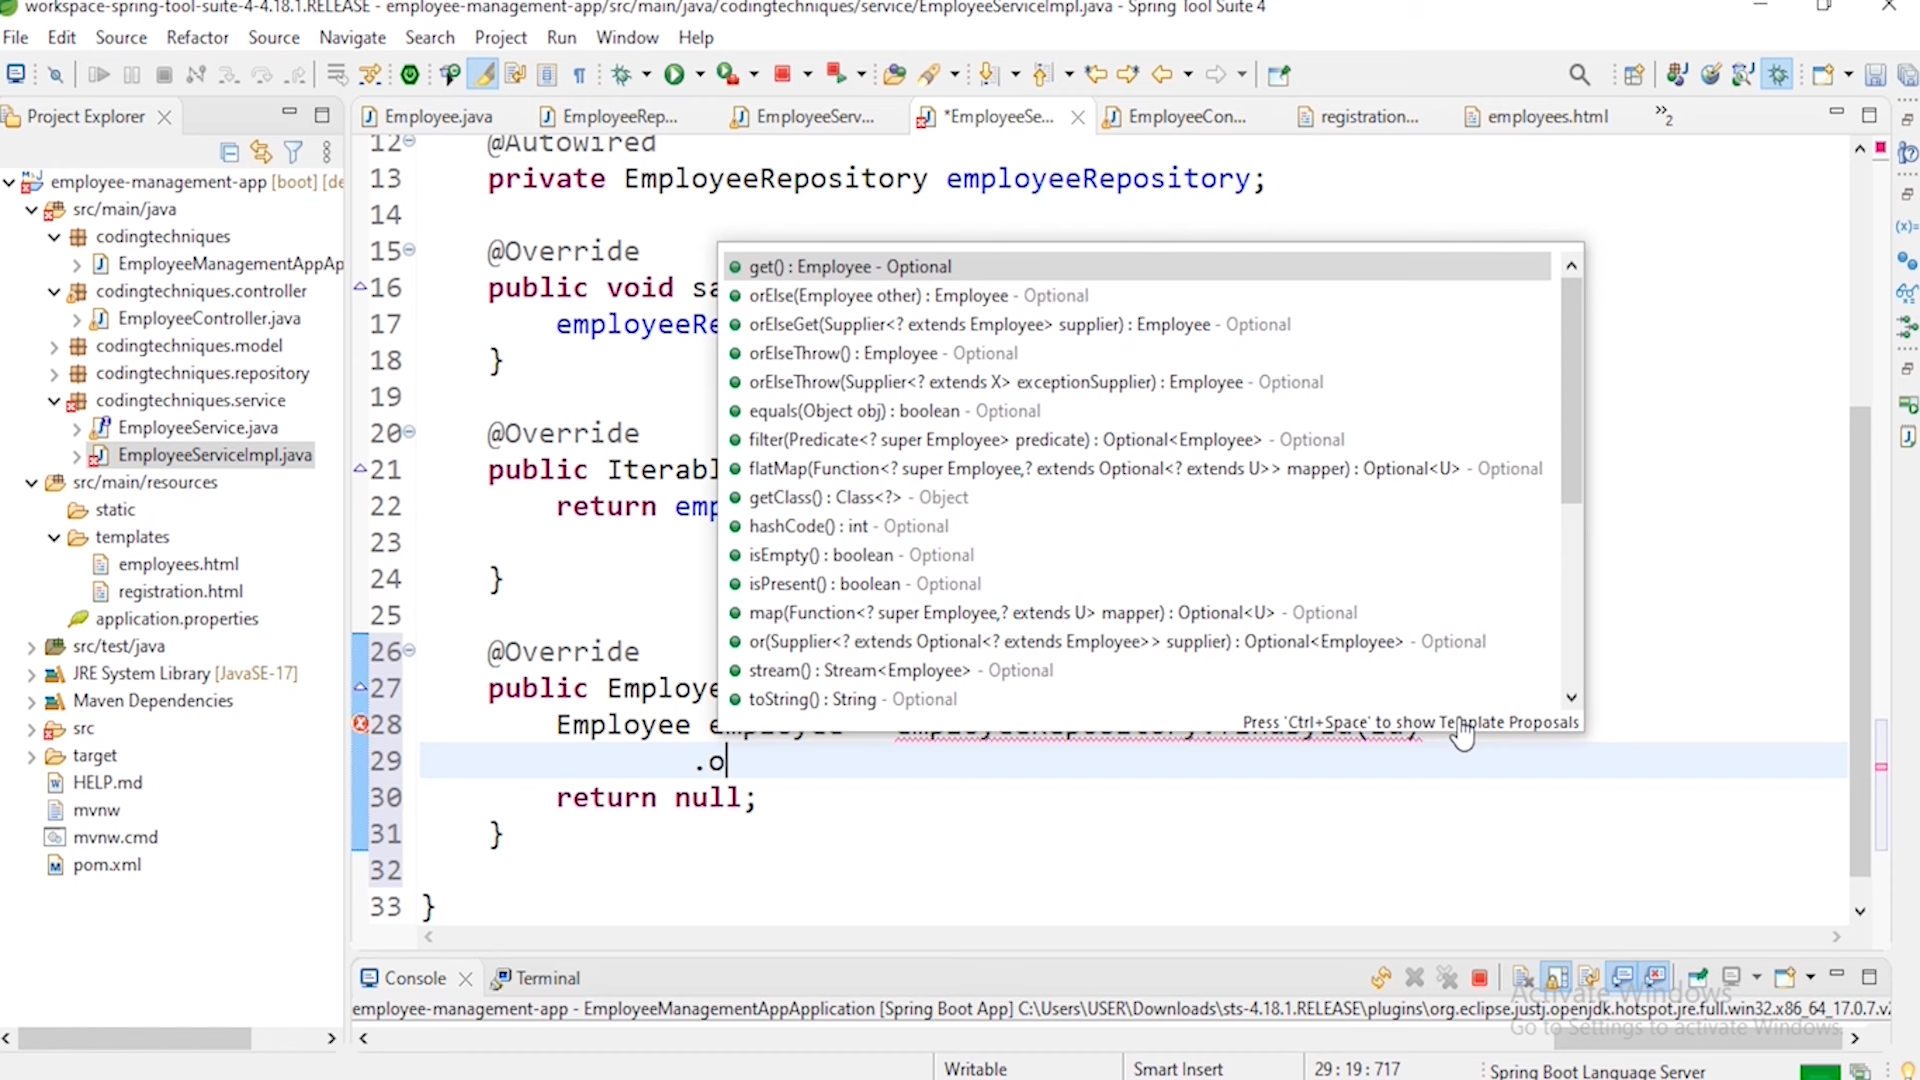 workspace-spring-tool-suite-4-4.18.1.RELEASE - employee-management-app/src/main/java/codingtechniques/service/EmployeeServiceImpl.java - Spring Tool Suite 4
File Edit Source Refactor Source Navigate Search Project Run Window Help
Project Explorer
employee-management-app [boot] [de
src/main/java
codingtechniques
EmployeeManagementAppAp
codingtechniques.controller
EmployeeController.java
codingtechniques.model
codingtechniques.repository
codingtechniques.service
EmployeeService.java
EmployeeServiceImpl.java
src/main/resources
static
templates
employees.html
registration.html
application.properties
src/test/java
JRE System Library [JavaSE-17]
Maven Dependencies
src
target
HELP.md
mvnw
mvnw.cmd
pom.xml
Employee.java EmployeeRep... EmployeeServ... *EmployeeSe... EmployeeCon... registration... employees.html »2
12 @Autowired
13 private EmployeeRepository employeeRepository;
14
15 @Override
16 public void sa
17 employeeRe
18 }
19
20 @Override
21 public Iterabl
22 return emp
23
24 }
25
26 @Override
27 public Employe
28 Employee employee = employeeRepository.findById(id)
29 .o
30 return null;
31 }
32
33 }
get() : Employee - Optional
orElse(Employee other) : Employee - Optional
orElseGet(Supplier<? extends Employee> supplier) : Employee - Optional
orElseThrow() : Employee - Optional
orElseThrow(Supplier<? extends X> exceptionSupplier) : Employee - Optional
equals(Object obj) : boolean - Optional
filter(Predicate<? super Employee> predicate) : Optional<Employee> - Optional
flatMap(Function<? super Employee,? extends Optional<? extends U>> mapper) : Optional<U> - Optional
getClass() : Class<?> - Object
hashCode() : int - Optional
isEmpty() : boolean - Optional
isPresent() : boolean - Optional
map(Function<? super Employee,? extends U> mapper) : Optional<U> - Optional
or(Supplier<? extends Optional<? extends Employee>> supplier) : Optional<Employee> - Optional
stream() : Stream<Employee> - Optional
toString() : String - Optional
Press 'Ctrl+Space' to show Template Proposals
Console Terminal
employee-management-app - EmployeeManagementAppApplication [Spring Boot App] C:\Users\USER\Downloads\sts-4.18.1.RELEASE\plugins\org.eclipse.justj.openjdk.hotspot.jre.full.win32.x86_64_17.0.7.v
Activate Windows
Go to Settings to activate Windows.
Writable Smart Insert 29 : 19 : 717 Spring Boot Language Server